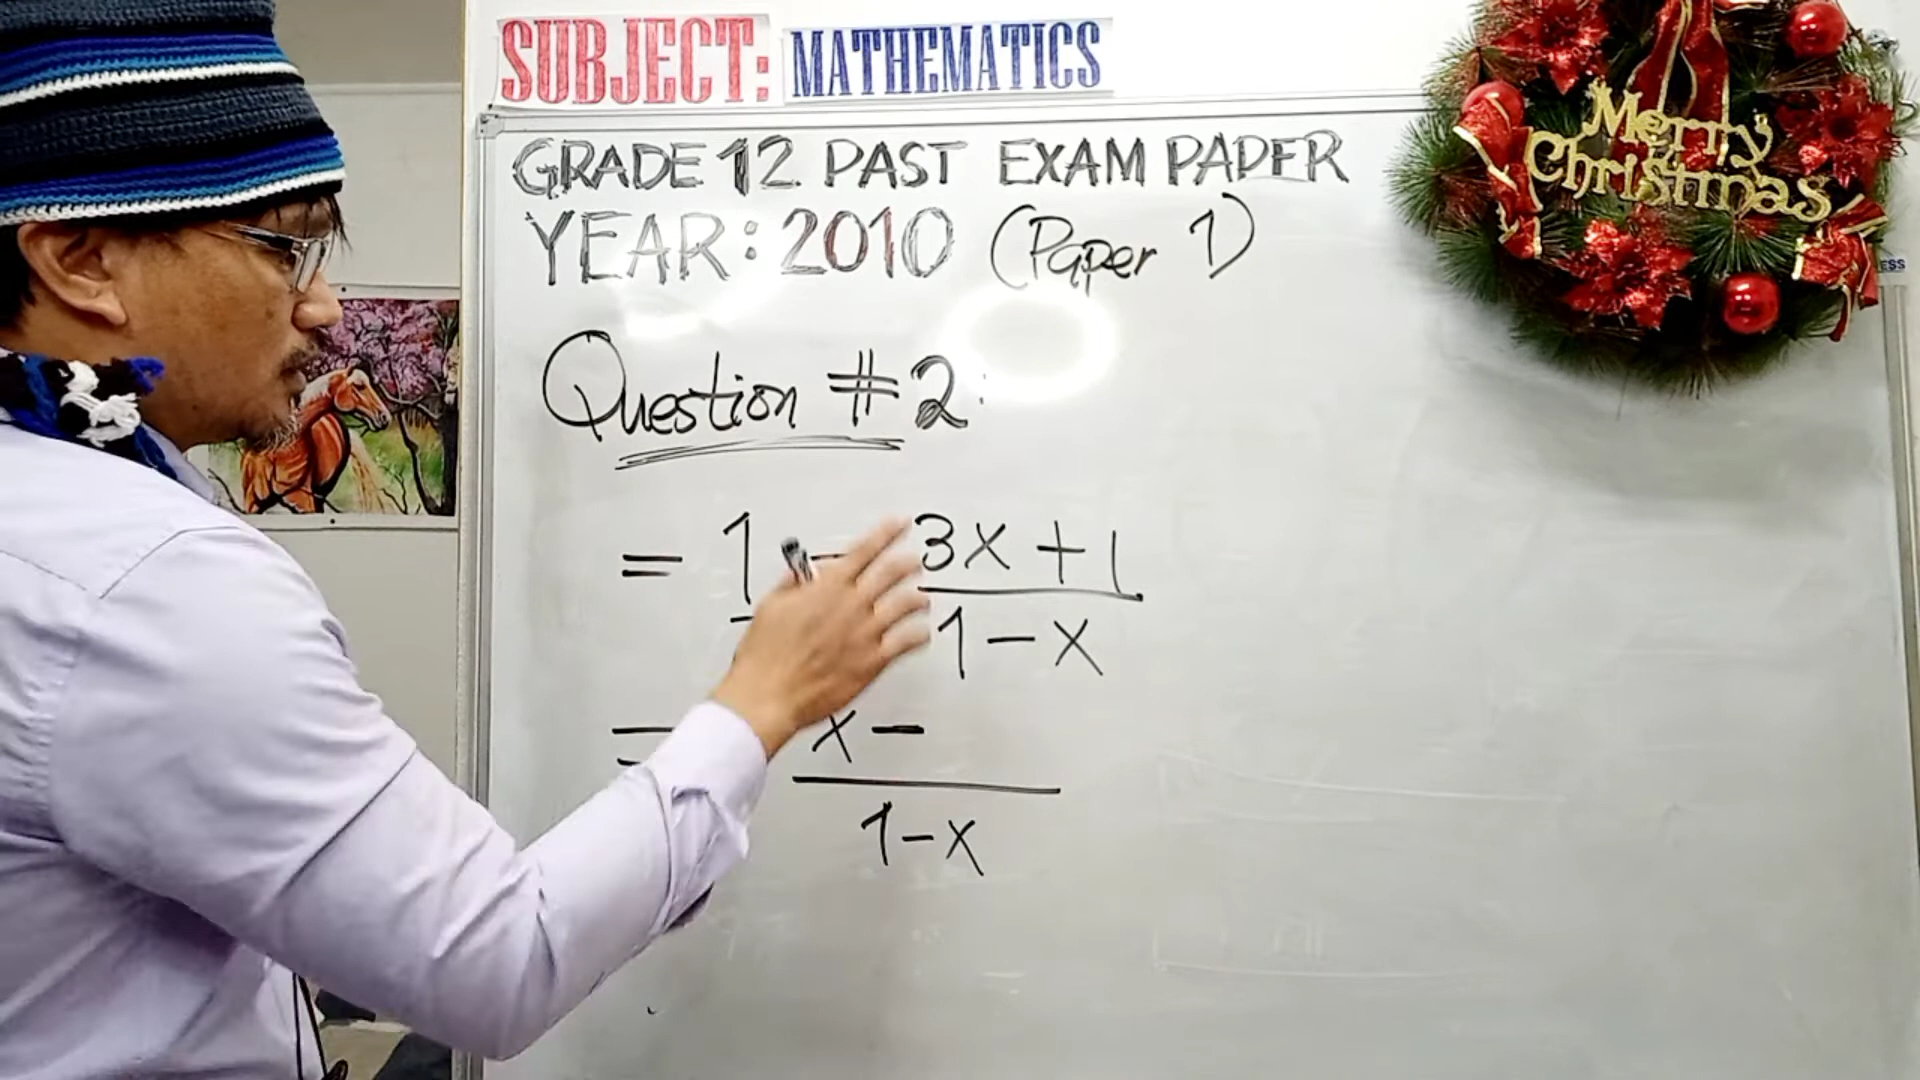 SUBJECT: MATHEMATICS
GRADE 12 PAST EXAM PAPER
YEAR: 2010 (Paper 1)
Merry
Christmas
Question #2:
= 1 - 3x + 1
1 - x
= x -
1 - x